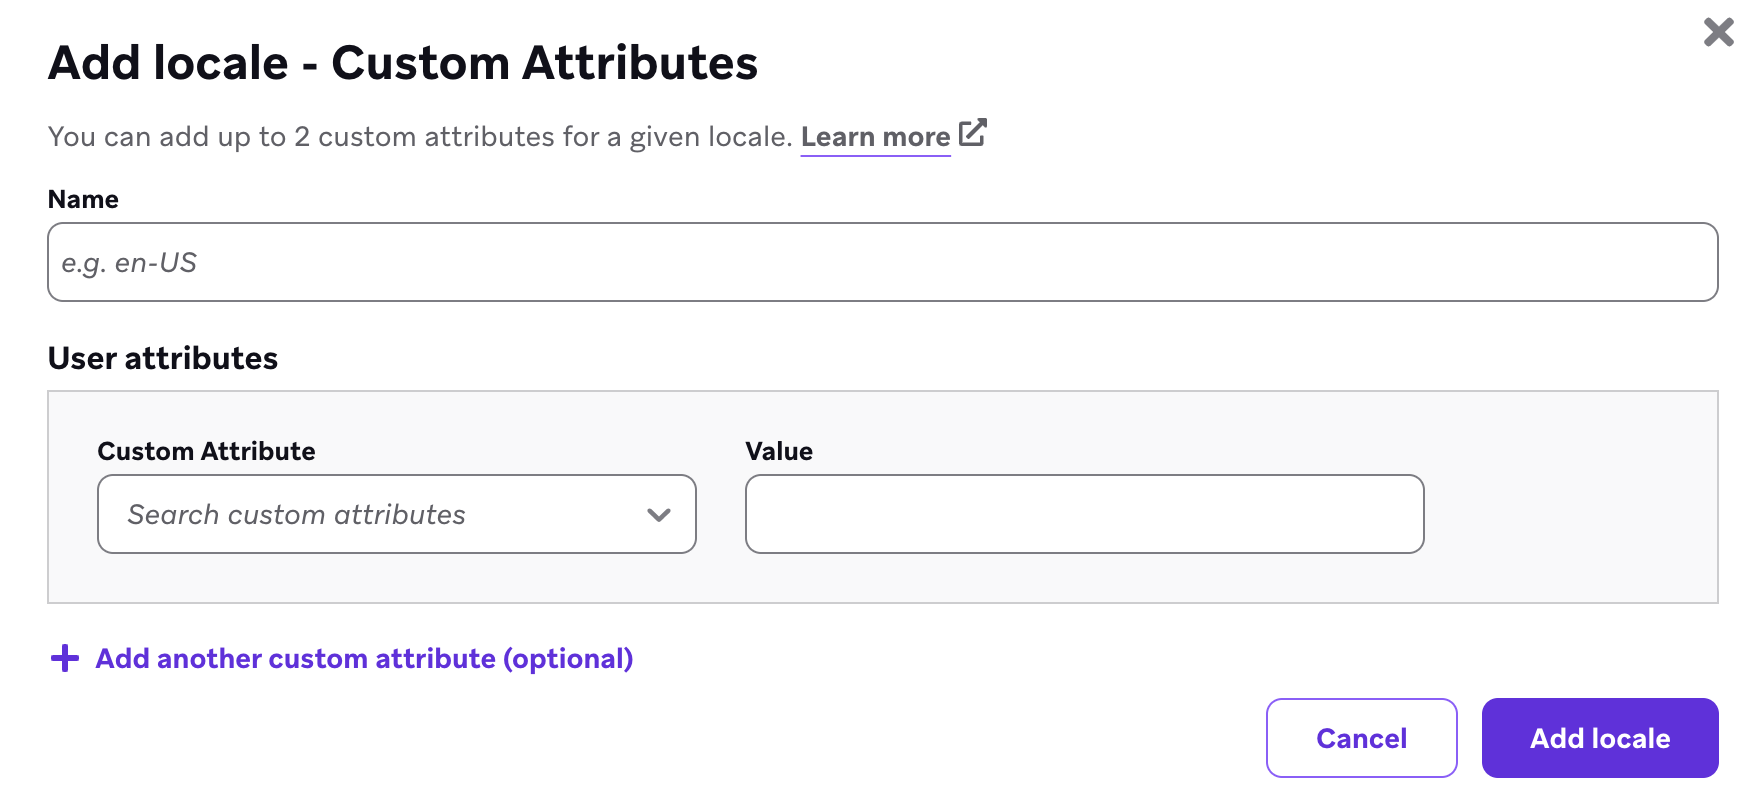 Add locale - Custom Attributes
You can add up to 2 custom attributes for a given locale. Learn more
Name
e.g. en-US
User attributes
Custom Attribute
Value
Search custom attributes
Add another custom attribute (optional)
Cancel
Add locale